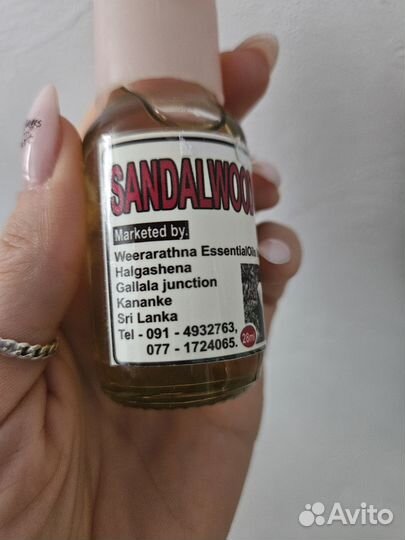 SANDALWOOD
Marketed by.
Weerarathna EssentialOils
Halgashena
Gallala junction
Kananke
Sri Lanka
Tel - 091 - 4932763,
077 - 1724065.
28ml
Avito